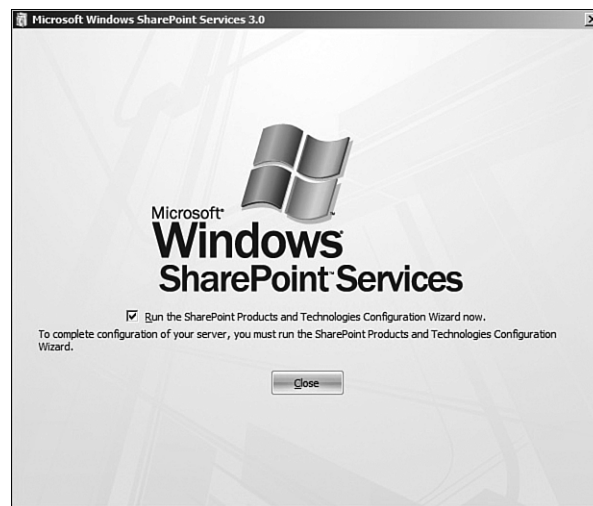 Microsoft Windows SharePoint Services 3.0
Microsoft
Windows
SharePoint Services
Run the SharePoint Products and Technologies Configuration Wizard now.
To complete configuration of your server, you must run the SharePoint Products and Technologies Configuration
Wizard.
Close